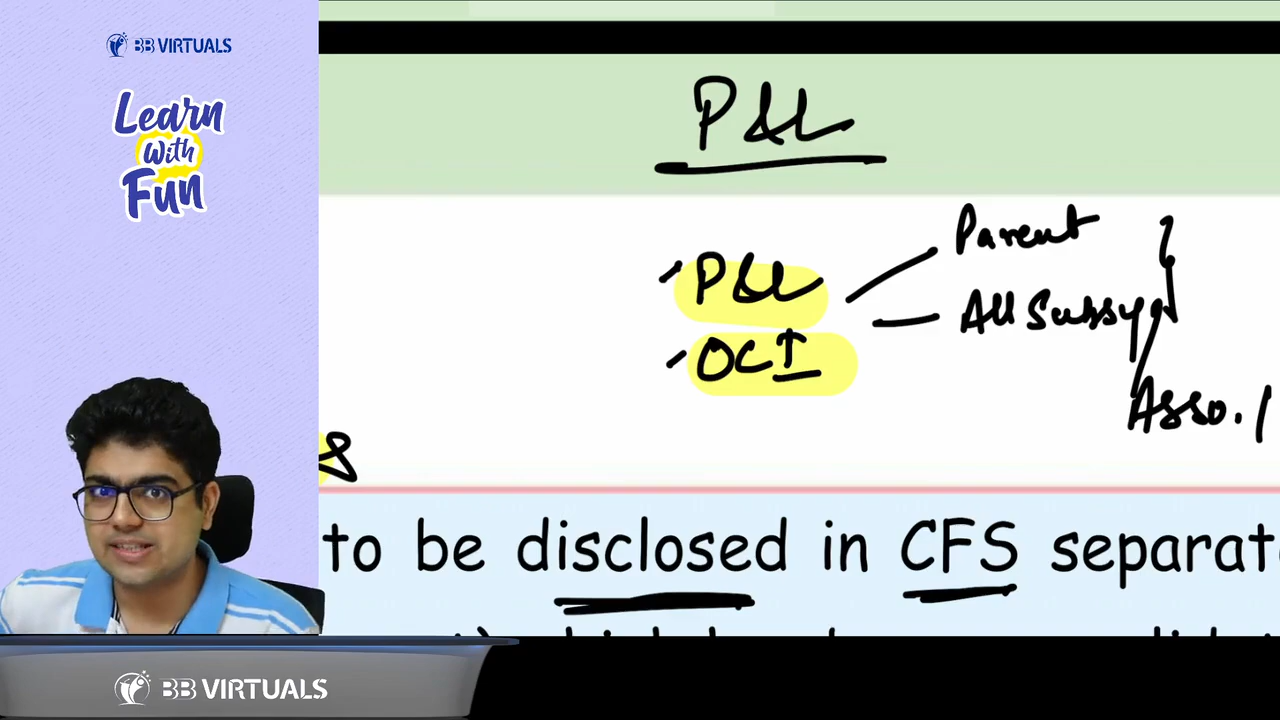 BB VIRTUALS
Learn
With
Fun
P&L
P&L
Parent
All Subsy
OCI
Asso.
&
to be disclosed in CFS separat
BB VIRTUALS